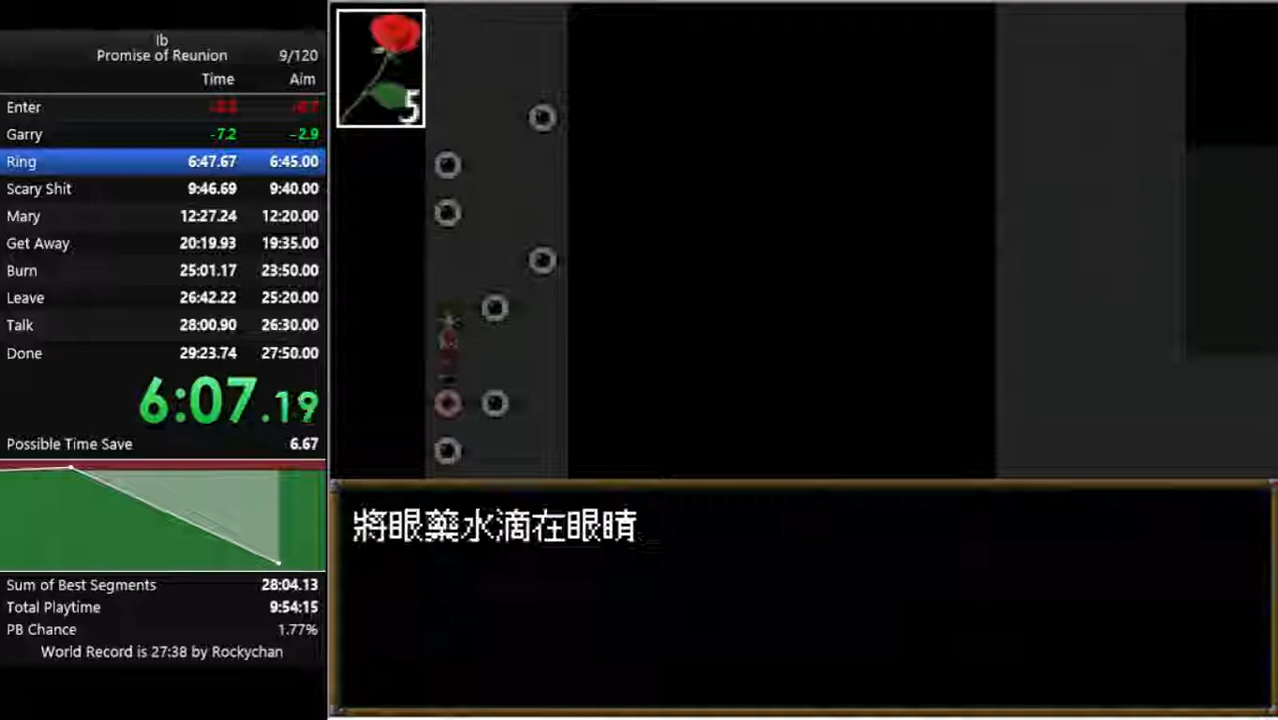 Ib
Promise of Reunion 9/120
Time Aim
Enter
Garry -7.2 -2.9
Ring 6:47.67 6:45.00
Scary Shit 9:46.69 9:40.00
Mary 12:27.24 12:20.00
Get Away 20:19.93 19:35.00
Burn 25:01.17 23:50.00
Leave 26:42.22 25:20.00
Talk 28:00.90 26:30.00
Done 29:23.74 27:50.00
6:07.19
Possible Time Save 6.67
Sum of Best Segments 28:04.13
Total Playtime 9:54:15
PB Chance 1.77%
World Record is 27:38 by Rockychan
5
將眼藥水滴在眼睛